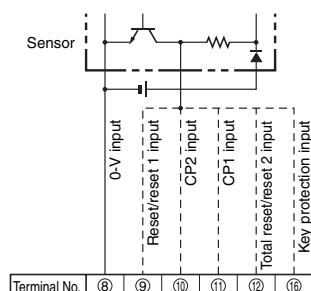 Sensor
0-V input
Reset/reset 1 input
CP2 input
CP1 input
Total reset/reset 2 input
Key protection input
Terminal No. ⑧ ⑨ ⑩ ⑪ ⑫ ⑯